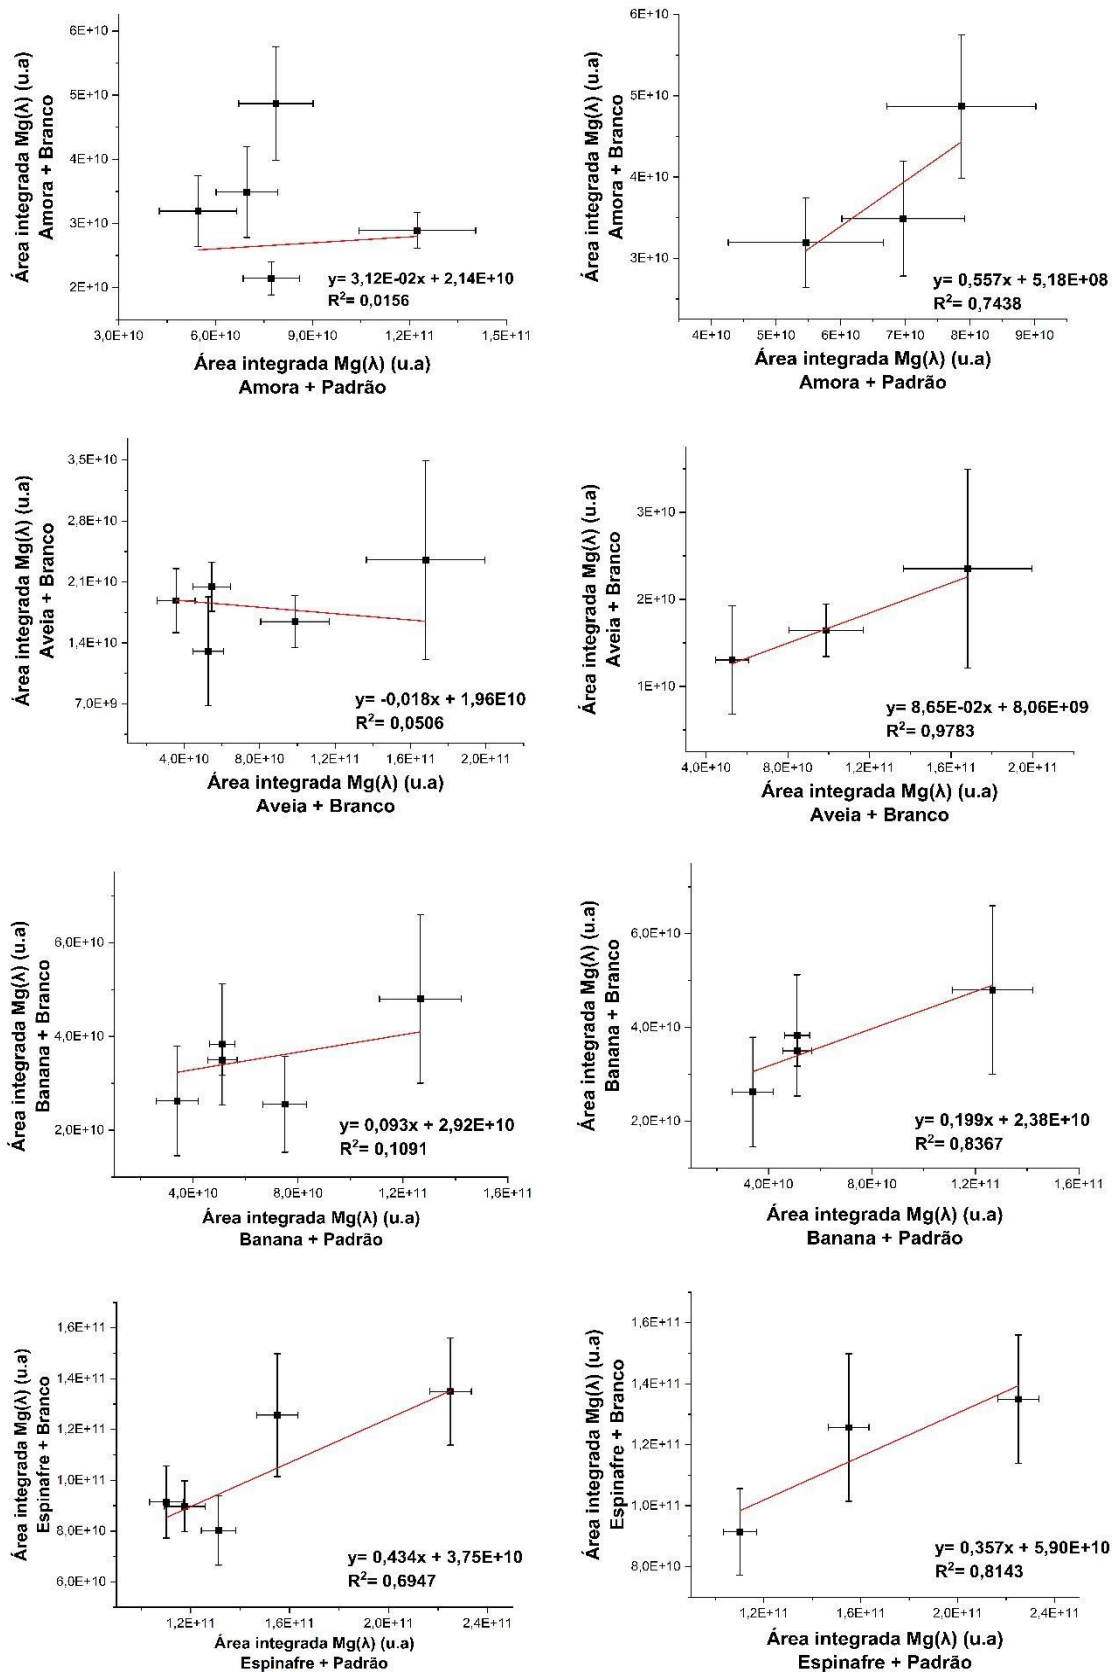 6E+10
5E+10
4E+10
3E+10
2E+10
Área integrada Mg(λ) (u.a)
Amora + Branco
y= 3,12E-02x + 2,14E+10
R²= 0,0156
3,0E+10
6,0E+10
9,0E+10
1,2E+11
1,5E+11
Área integrada Mg(λ) (u.a)
Amora + Padrão
6E+10
5E+10
4E+10
3E+10
Área integrada Mg(λ) (u.a)
Amora + Branco
y= 0,557x + 5,18E+08
R²= 0,7438
4E+10
5E+10
6E+10
7E+10
8E+10
9E+10
Área integrada Mg(λ) (u.a)
Amora + Padrão
3,5E+10
2,8E+10
2,1E+10
1,4E+10
7,0E+9
Área integrada Mg(λ) (u.a)
Aveia + Branco
y= -0,018x + 1,96E10
R²= 0,0506
4,0E+10
8,0E+10
1,2E+11
1,6E+11
2,0E+11
Área integrada Mg(λ) (u.a)
Aveia + Branco
3E+10
2E+10
1E+10
Área integrada Mg(λ) (u.a)
Aveia + Branco
y= 8,65E-02x + 8,06E+09
R²= 0,9783
4,0E+10
8,0E+10
1,2E+11
1,6E+11
2,0E+11
Área integrada Mg(λ) (u.a)
Aveia + Branco
6,0E+10
4,0E+10
2,0E+10
Área integrada Mg(λ) (u.a)
Banana + Branco
y= 0,093x + 2,92E+10
R²= 0,1091
4,0E+10
8,0E+10
1,2E+11
1,6E+11
Área integrada Mg(λ) (u.a)
Banana + Padrão
6,0E+10
4,0E+10
2,0E+10
Área integrada Mg(λ) (u.a)
Banana + Branco
y= 0,199x + 2,38E+10
R²= 0,8367
4,0E+10
8,0E+10
1,2E+11
1,6E+11
Área integrada Mg(λ) (u.a)
Banana + Padrão
1,6E+11
1,4E+11
1,2E+11
1,0E+11
8,0E+10
6,0E+10
Área integrada Mg(λ) (u.a)
Espinafre + Branco
y= 0,434x + 3,75E+10
R²= 0,6947
1,2E+11
1,6E+11
2,0E+11
2,4E+11
Área integrada Mg(λ) (u.a)
Espinafre + Padrão
1,6E+11
1,4E+11
1,2E+11
1,0E+11
8,0E+10
Área integrada Mg(λ) (u.a)
Espinafre + Branco
y= 0,357x + 5,90E+10
R²= 0,8143
1,2E+11
1,6E+11
2,0E+11
2,4E+11
Área integrada Mg(λ) (u.a)
Espinafre + Padrão